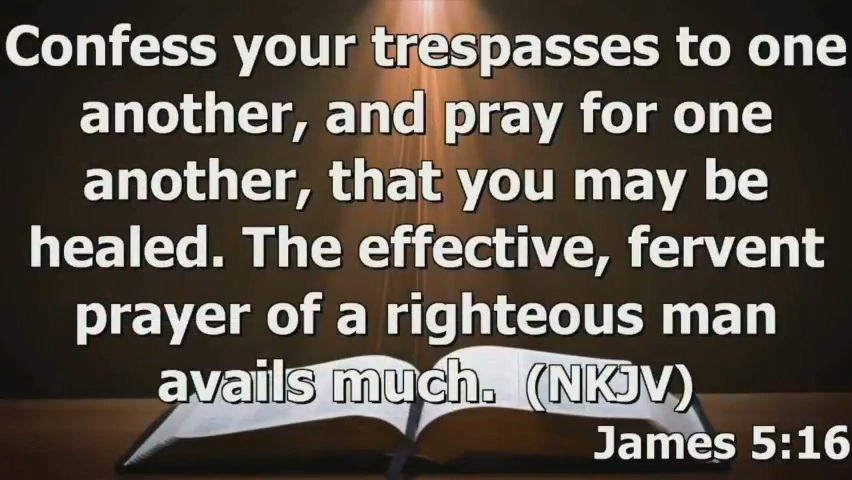 Confess your trespasses to one
another, and pray for one
another, that you may be
healed. The effective, fervent
prayer of a righteous man
avails much. (NKJV)
James 5:16